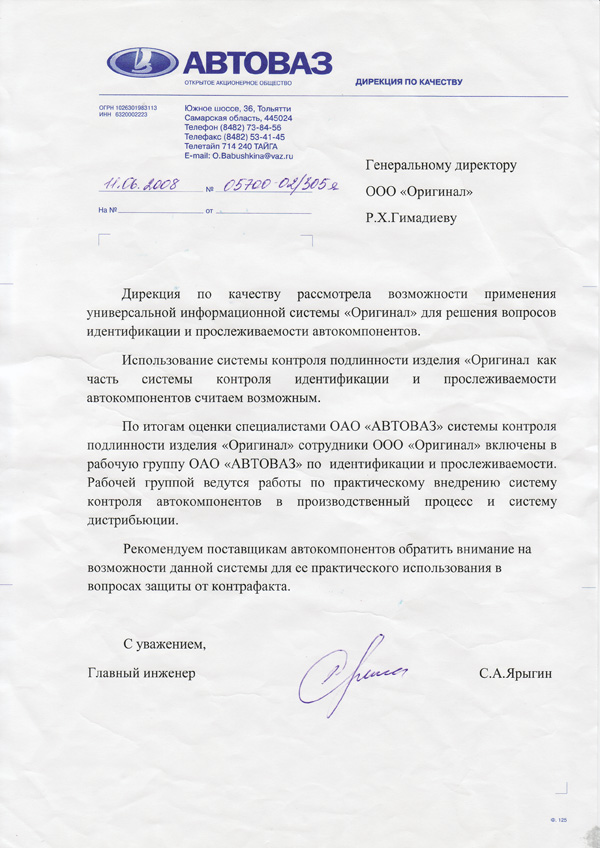 АВТОВАЗ
ОТКРЫТОЕ АКЦИОНЕРНОЕ ОБЩЕСТВО
ДИРЕКЦИЯ ПО КАЧЕСТВУ
ОГРН 1026301983113
ИНН 6320002223
Южное шоссе, 36, Тольятти
Самарская область, 445024
Телефон (8482) 73-84-56
Телефакс (8482) 53-41-45
Телетайп 714 240 ТАЙГА
E-mail: O.Babushkina@vaz.ru
11.06.2008 № 05700-02/305я
На № от
Генеральному директору
ООО «Оригинал»
Р.Х.Гимадиеву
Дирекция по качеству рассмотрела возможности применения
универсальной информационной системы «Оригинал» для решения вопросов
идентификации и прослеживаемости автокомпонентов.
Использование системы контроля подлинности изделия «Оригинал как
часть системы контроля идентификации и прослеживаемости
автокомпонентов считаем возможным.
По итогам оценки специалистами ОАО «АВТОВАЗ» системы контроля
подлинности изделия «Оригинал» сотрудники ООО «Оригинал» включены в
рабочую группу ОАО «АВТОВАЗ» по идентификации и прослеживаемости.
Рабочей группой ведутся работы по практическому внедрению систему
контроля автокомпонентов в производственный процесс и систему
дистрибьюции.
Рекомендуем поставщикам автокомпонентов обратить внимание на
возможности данной системы для ее практического использования в
вопросах защиты от контрафакта.
С уважением,
Главный инженер С.А.Ярыгин
Ф. 125